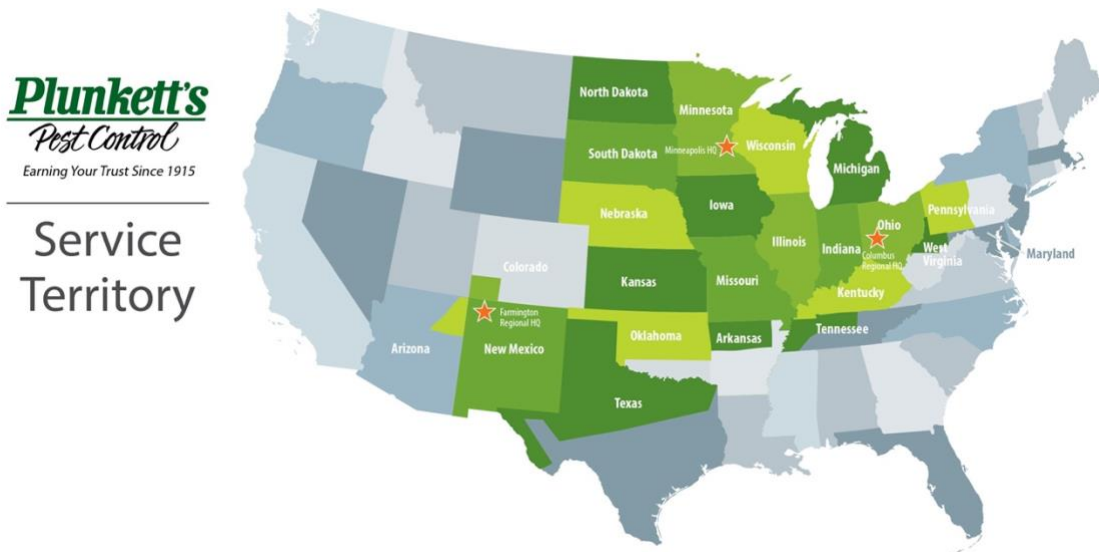 Plunkett's
Pest Control
Earning Your Trust Since 1915
Service
Territory
North Dakota
Minnesota
Minneapolis HQ
Wisconsin
South Dakota
Michigan
Nebraska
Iowa
Illinois
Indiana
Ohio
Columbus
Regional HQ
Pennsylvania
West
Virginia
Maryland
Colorado
Kansas
Missouri
Kentucky
Farmington
Regional HQ
Arizona
New Mexico
Oklahoma
Arkansas
Tennessee
Texas